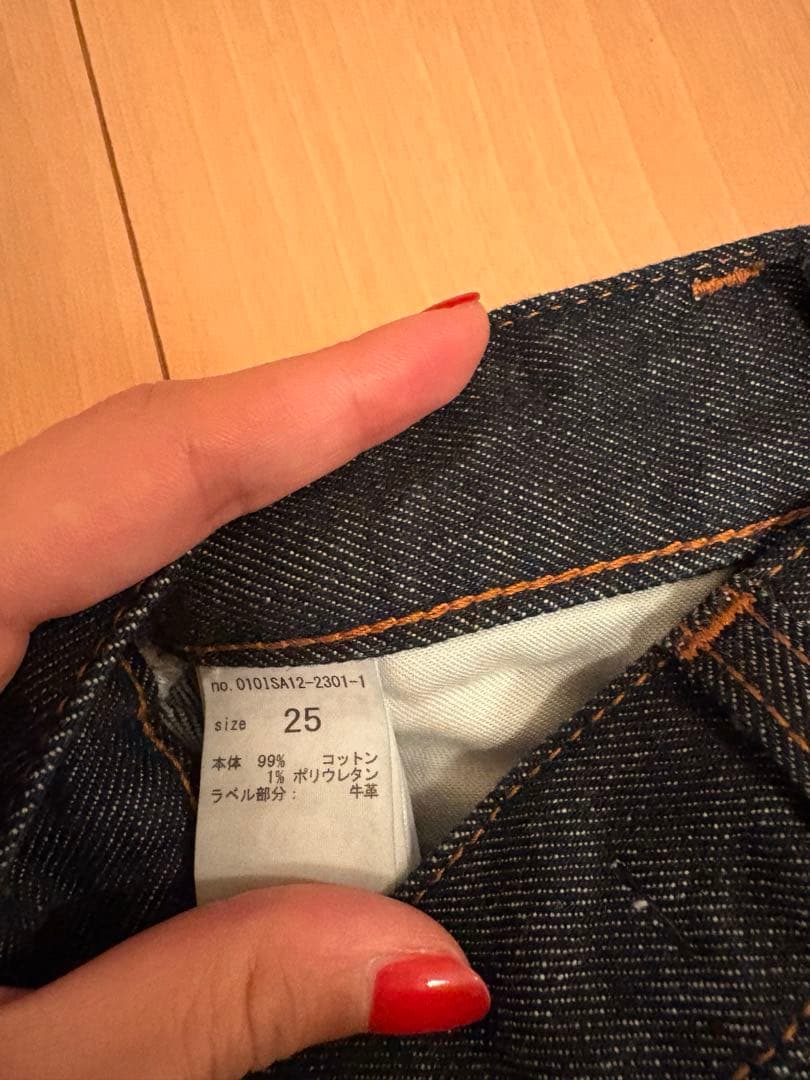 no.0101SA12-2301-1
size 25
本体 99% コットン
1% ポリウレタン
ラベル部分: 牛革